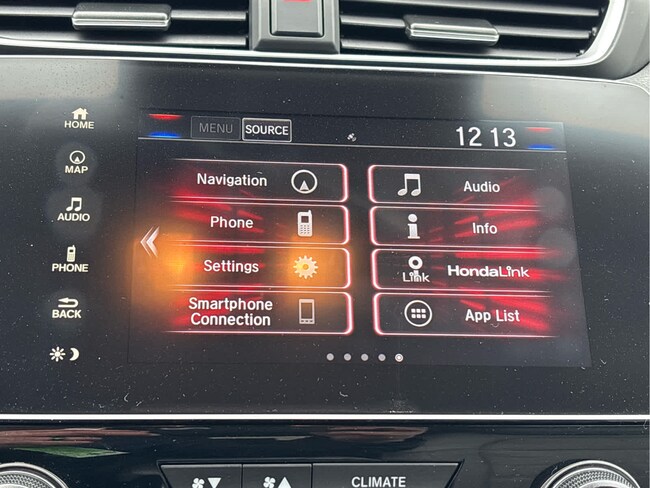 HOME
MAP
AUDIO
PHONE
BACK
MENU
SOURCE
12 13
Navigation
Audio
Phone
Info
Settings
Link
HondaLink
Smartphone
Connection
App List
CLIMATE